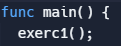 func main() {
exerc1();